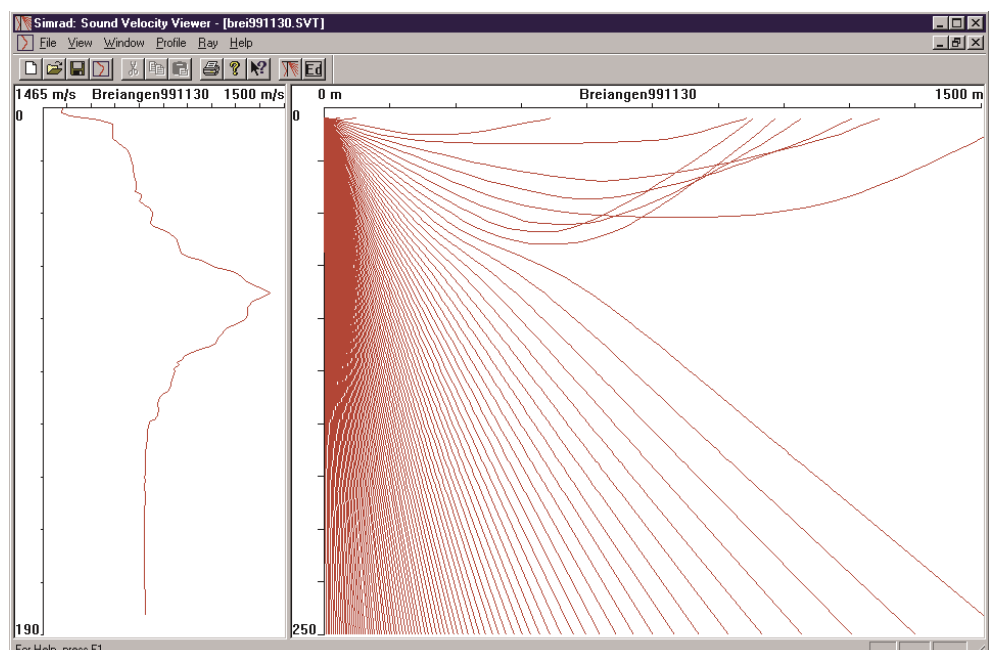 Simrad: Sound Velocity Viewer - [brei991130.SVT]
File View Window Profile Ray Help
Ed
1465 m/s Breiangen991130 1500 m/s
0
190
0 m Breiangen991130 1500 m
0
250
For Help, press F1